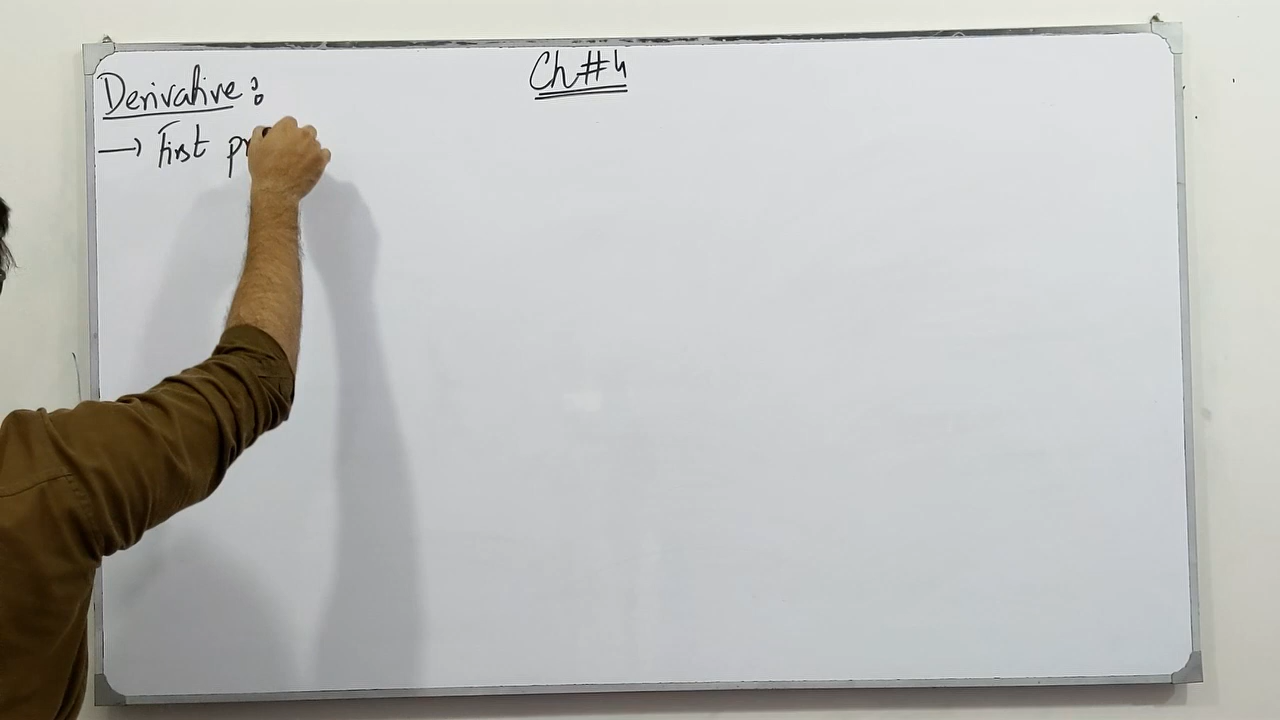 Ch#4
Derivative:
→ First pr